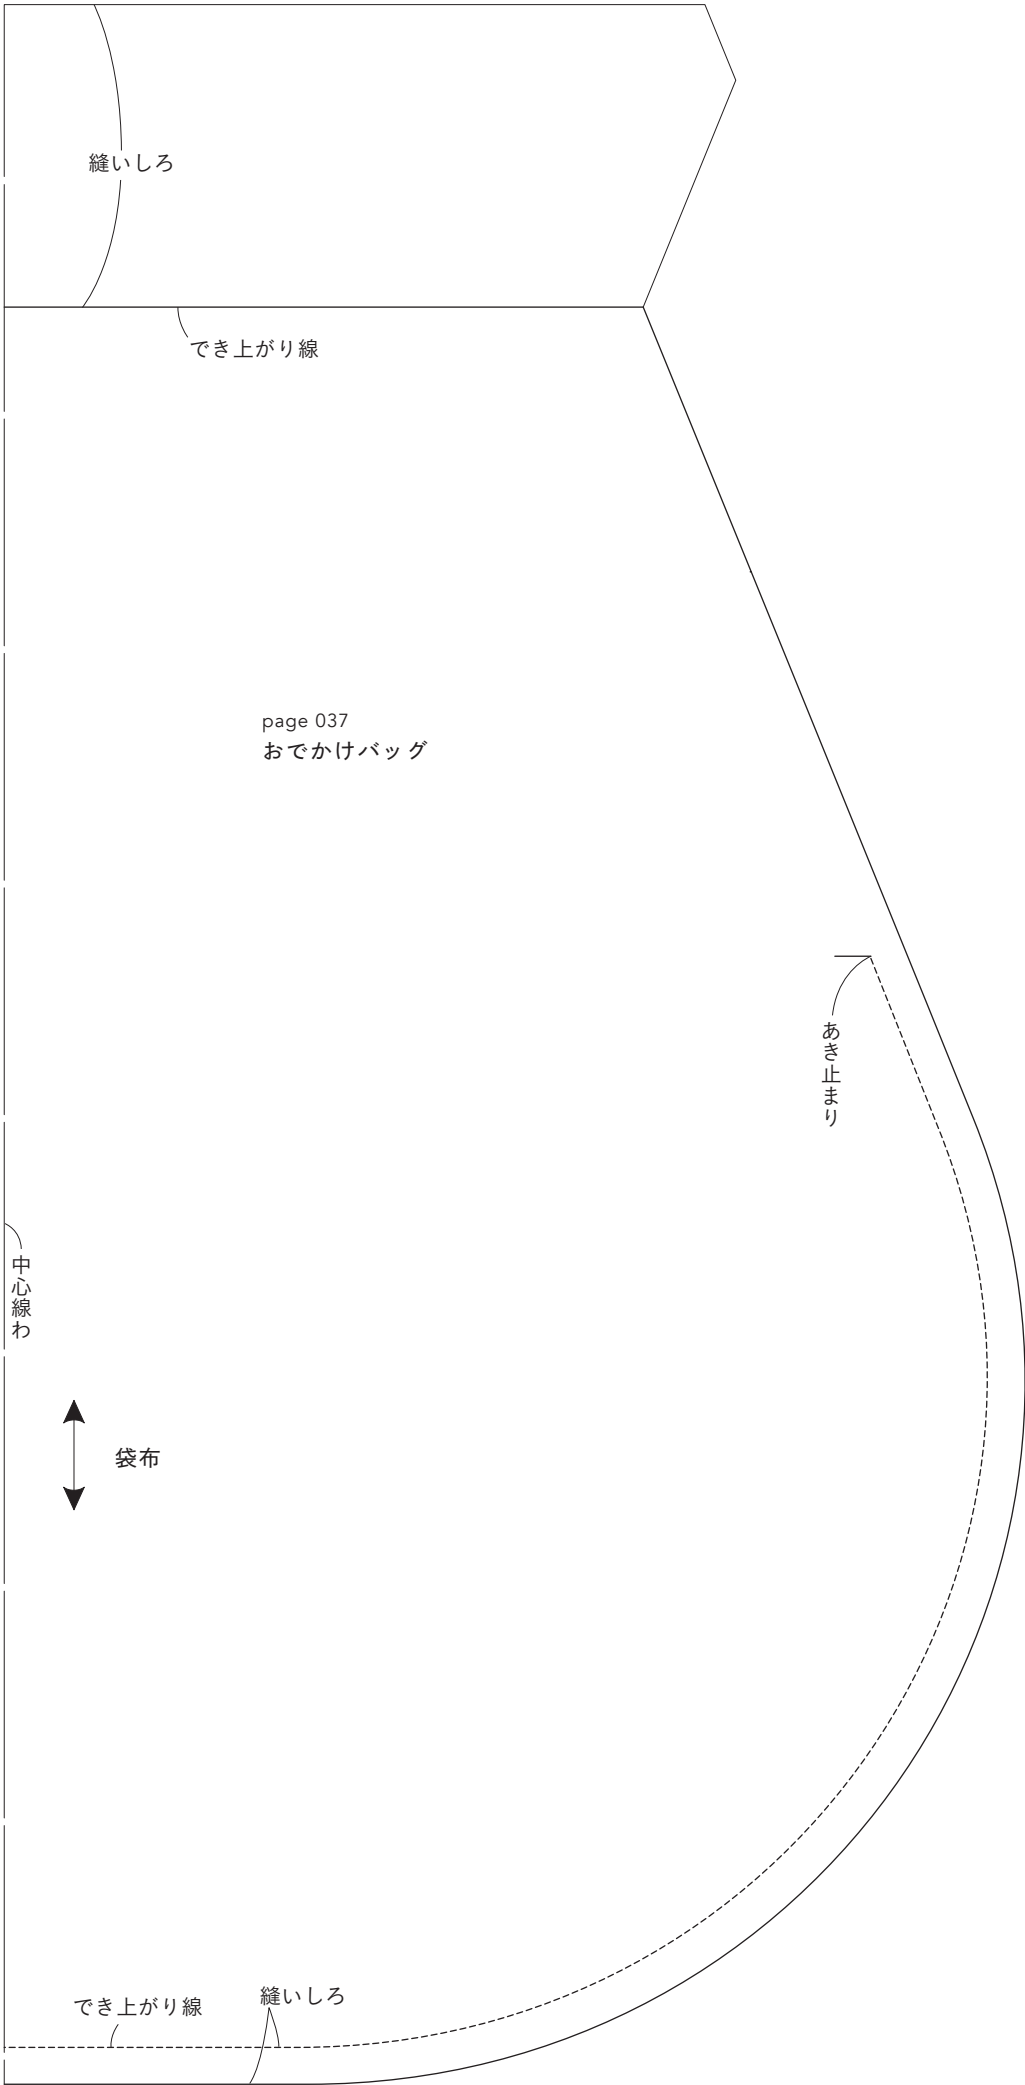 縫いしろ
でき上がり線
page 037
おでかけバッグ
あき止まり
中心線わ
袋布
でき上がり線
縫いしろ